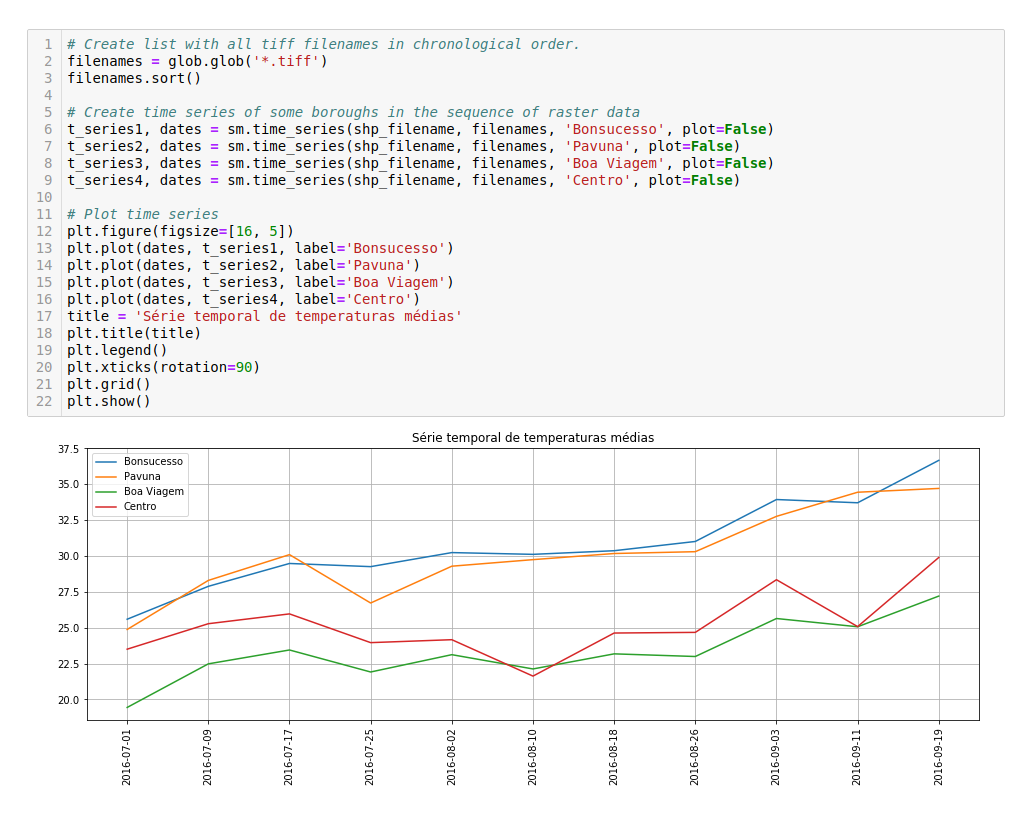 1 # Create list with all tiff filenames in chronological order.
2 filenames = glob.glob('*.tiff')
3 filenames.sort()
4
5 # Create time series of some boroughs in the sequence of raster data
6 t_series1, dates = sm.time_series(shp_filename, filenames, 'Bonsucesso', plot=False)
7 t_series2, dates = sm.time_series(shp_filename, filenames, 'Pavuna', plot=False)
8 t_series3, dates = sm.time_series(shp_filename, filenames, 'Boa Viagem', plot=False)
9 t_series4, dates = sm.time_series(shp_filename, filenames, 'Centro', plot=False)
10
11 # Plot time series
12 plt.figure(figsize=[16, 5])
13 plt.plot(dates, t_series1, label='Bonsucesso')
14 plt.plot(dates, t_series2, label='Pavuna')
15 plt.plot(dates, t_series3, label='Boa Viagem')
16 plt.plot(dates, t_series4, label='Centro')
17 title = 'Série temporal de temperaturas médias'
18 plt.title(title)
19 plt.legend()
20 plt.xticks(rotation=90)
21 plt.grid()
22 plt.show()
Série temporal de temperaturas médias
37.5
35.0
32.5
30.0
27.5
25.0
22.5
20.0
Bonsucesso
Pavuna
Boa Viagem
Centro
2016-07-01
2016-07-09
2016-07-17
2016-07-25
2016-08-02
2016-08-10
2016-08-18
2016-08-26
2016-09-03
2016-09-11
2016-09-19